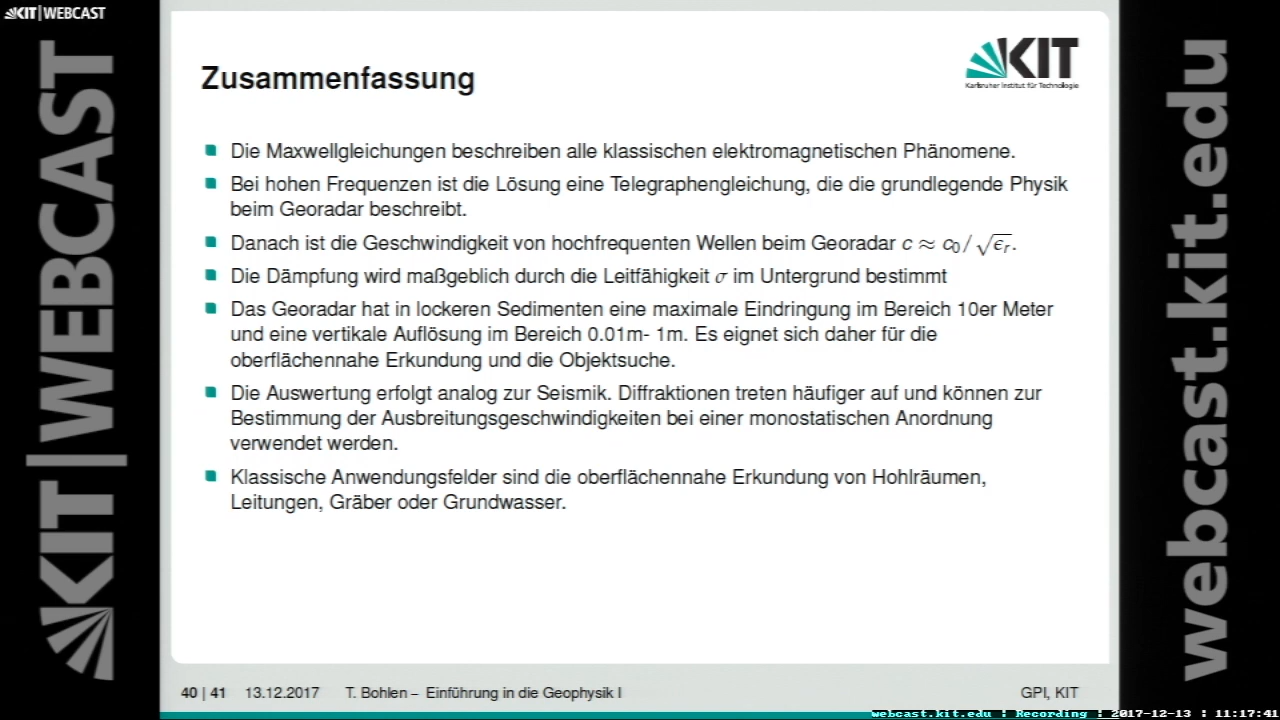 KIT|WEBCAST
KIT|WEBCAST
webcast.kit.edu
KIT
Karlsruher Institut für Technologie
Zusammenfassung
Die Maxwellgleichungen beschreiben alle klassischen elektromagnetischen Phänomene.
Bei hohen Frequenzen ist die Lösung eine Telegraphengleichung, die die grundlegende Physik
beim Georadar beschreibt.
Danach ist die Geschwindigkeit von hochfrequenten Wellen beim Georadar c ≈ c₀/√ϵᵣ.
Die Dämpfung wird maßgeblich durch die Leitfähigkeit σ im Untergrund bestimmt
Das Georadar hat in lockeren Sedimenten eine maximale Eindringung im Bereich 10er Meter
und eine vertikale Auflösung im Bereich 0.01m- 1m. Es eignet sich daher für die
oberflächennahe Erkundung und die Objektsuche.
Die Auswertung erfolgt analog zur Seismik. Diffraktionen treten häufiger auf und können zur
Bestimmung der Ausbreitungsgeschwindigkeiten bei einer monostatischen Anordnung
verwendet werden.
Klassische Anwendungsfelder sind die oberflächennahe Erkundung von Hohlräumen,
Leitungen, Gräber oder Grundwasser.
40 | 41 13.12.2017 T. Bohlen – Einführung in die Geophysik I GPI, KIT
webcast.kit.edu : Recording : 2017-12-13 : 11:17:41